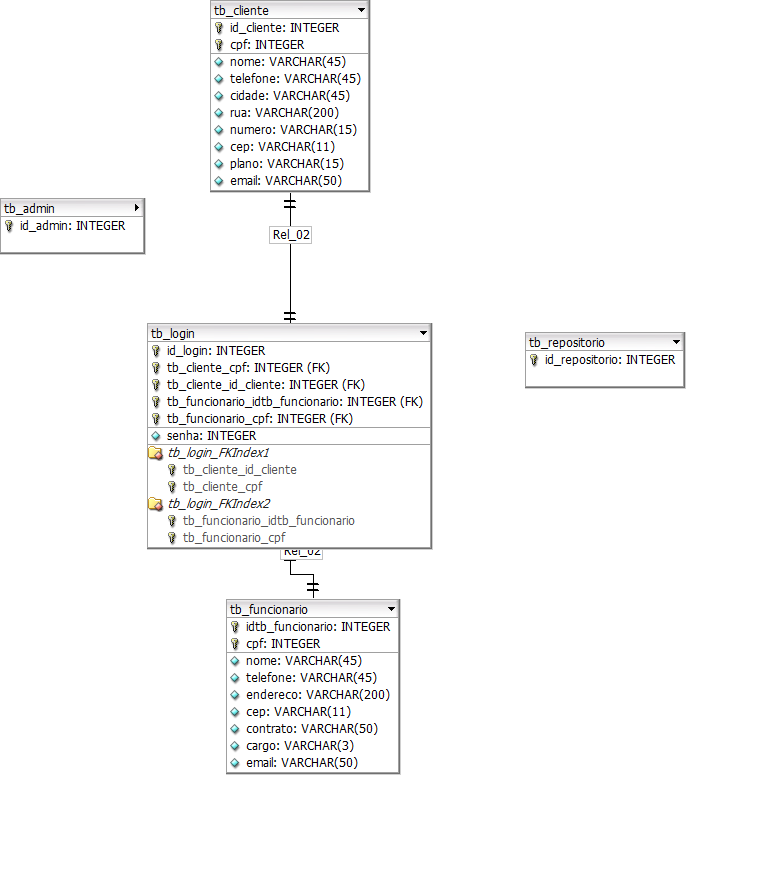 tb_cliente
id_cliente: INTEGER
cpf: INTEGER
nome: VARCHAR(45)
telefone: VARCHAR(45)
cidade: VARCHAR(45)
rua: VARCHAR(200)
numero: VARCHAR(15)
cep: VARCHAR(11)
plano: VARCHAR(15)
email: VARCHAR(50)
tb_admin
id_admin: INTEGER
Rel_02
tb_login
id_login: INTEGER
tb_cliente_cpf: INTEGER (FK)
tb_cliente_id_cliente: INTEGER (FK)
tb_funcionario_idtb_funcionario: INTEGER (FK)
tb_funcionario_cpf: INTEGER (FK)
senha: INTEGER
tb_login_FKIndex1
tb_cliente_id_cliente
tb_cliente_cpf
tb_login_FKIndex2
tb_funcionario_idtb_funcionario
tb_funcionario_cpf
tb_repositorio
id_repositorio: INTEGER
Rel_02
tb_funcionario
idtb_funcionario: INTEGER
cpf: INTEGER
nome: VARCHAR(45)
telefone: VARCHAR(45)
endereco: VARCHAR(200)
cep: VARCHAR(11)
contrato: VARCHAR(50)
cargo: VARCHAR(3)
email: VARCHAR(50)